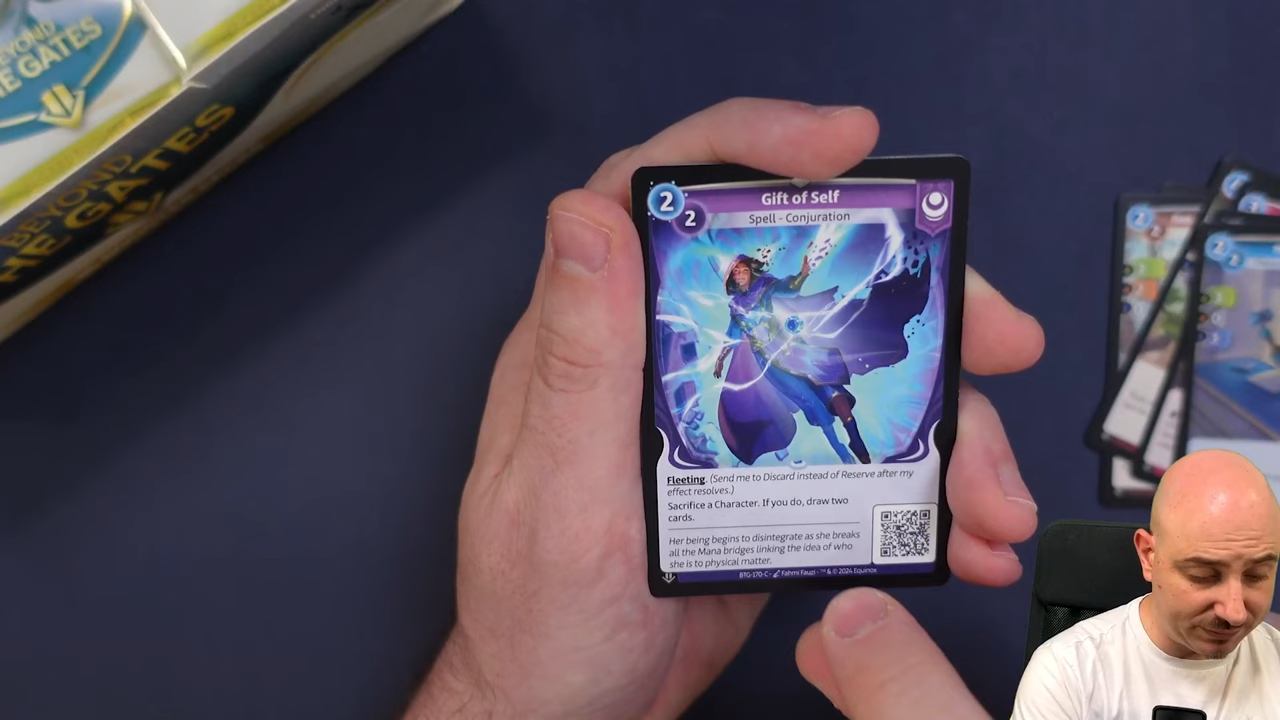 BEYOND
THE GATES
BEYOND
THE GATES
2
2
Gift of Self
Spell - Conjuration
Fleeting. (Send me to Discard instead of Reserve after my
effect resolves.)
Sacrifice a Character. If you do, draw two
cards.
Her being begins to disintegrate as she breaks
all the Mana bridges linking the idea of who
she is to physical matter.
BTG-170-C - Fahmi Fauzi - ™ & © 2024 Equinox